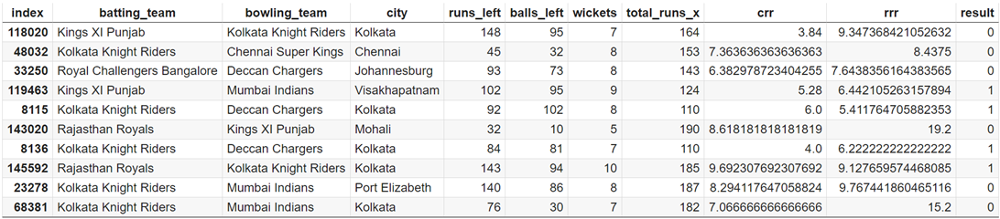 index batting_team bowling_team city runs_left balls_left wickets total_runs_x crr rrr result
118020 Kings XI Punjab Kolkata Knight Riders Kolkata 148 95 7 164 3.84 9.347368421052632 0
48032 Kolkata Knight Riders Chennai Super Kings Chennai 45 32 8 153 7.363636363636363 8.4375 0
33250 Royal Challengers Bangalore Deccan Chargers Johannesburg 93 73 8 143 6.382978723404255 7.6438356164383565 0
119463 Kings XI Punjab Mumbai Indians Visakhapatnam 102 95 9 124 5.28 6.442105263157894 1
8115 Kolkata Knight Riders Deccan Chargers Kolkata 92 102 8 110 6.0 5.411764705882353 1
143020 Rajasthan Royals Kings XI Punjab Mohali 32 10 5 190 8.618181818181819 19.2 0
8136 Kolkata Knight Riders Deccan Chargers Kolkata 84 81 7 110 4.0 6.222222222222222 1
145592 Rajasthan Royals Kolkata Knight Riders Kolkata 143 94 10 185 9.692307692307692 9.127659574468085 1
23278 Kolkata Knight Riders Mumbai Indians Port Elizabeth 140 86 8 187 8.294117647058824 9.767441860465116 0
68381 Kolkata Knight Riders Mumbai Indians Kolkata 76 30 7 182 7.066666666666666 15.2 0